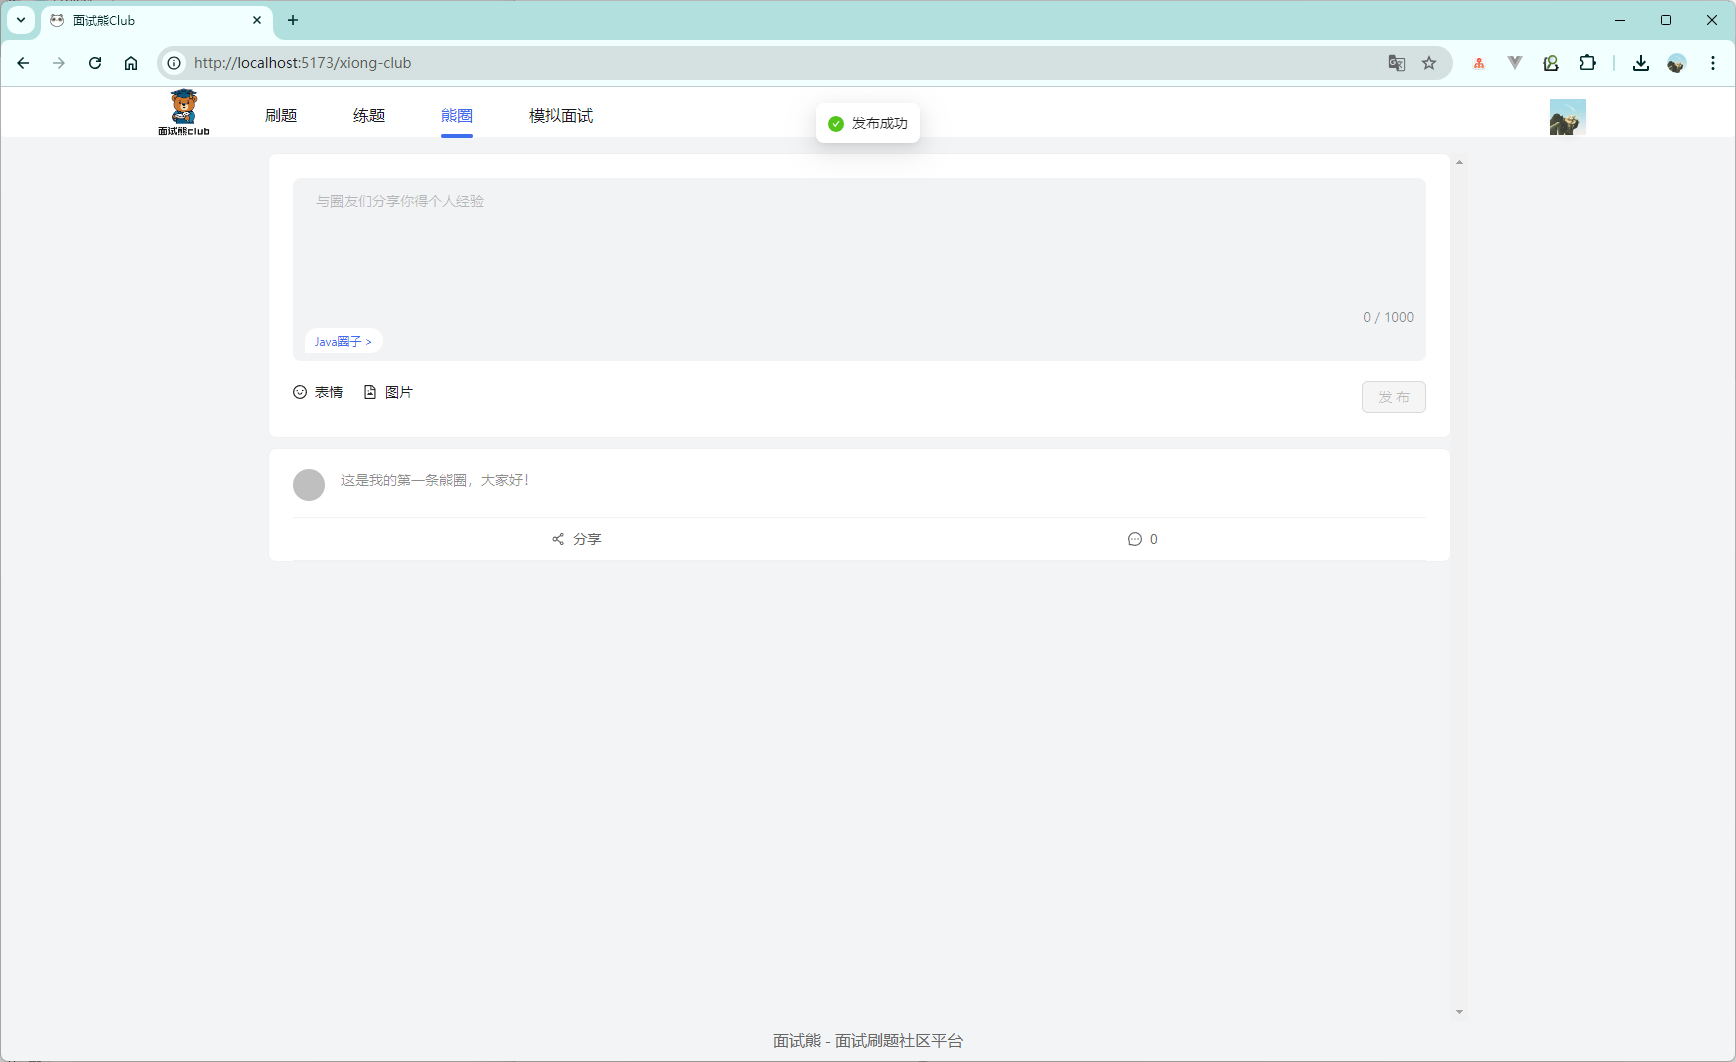 面试熊Club
http://localhost:5173/xiong-club
面试熊club
刷题 练题 熊圈 模拟面试
发布成功
与圈友们分享你得个人经验
0 / 1000
Java圈子 >
表情 图片
发 布
这是我的第一条熊圈，大家好！
分享 0
面试熊 - 面试刷题社区平台